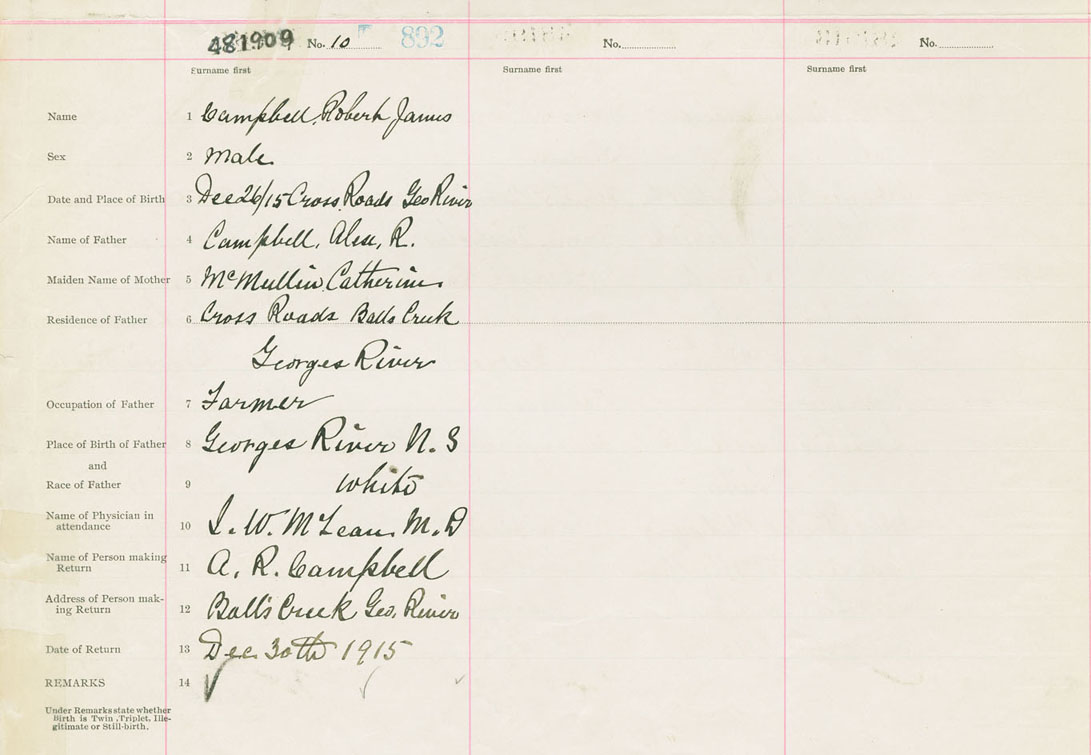 481909 No. 10 892 No. No.
Surname first Surname first Surname first
Name 1 Campbell, Robert James
Sex 2 Male
Date and Place of Birth 3 Dec 26/15 Cross Roads Geo River
Name of Father 4 Campbell, Alex, R.
Maiden Name of Mother 5 McMullin, Catherine
Residence of Father 6 Cross Roads Balls Creek
Georges River
Occupation of Father 7 Farmer
Place of Birth of Father 8 Georges River N. S
and
Race of Father 9 White
Name of Physician in
attendance 10 W. McLean M.D
Name of Person making
Return 11 A. R. Campbell
Address of Person mak-
ing Return 12 Balls Creek Geo. River
Date of Return 13 Dec 30th 1915
REMARKS 14
Under Remarks state whether
Birth is Twin, Triplet, Ille-
gitimate or Still-birth.